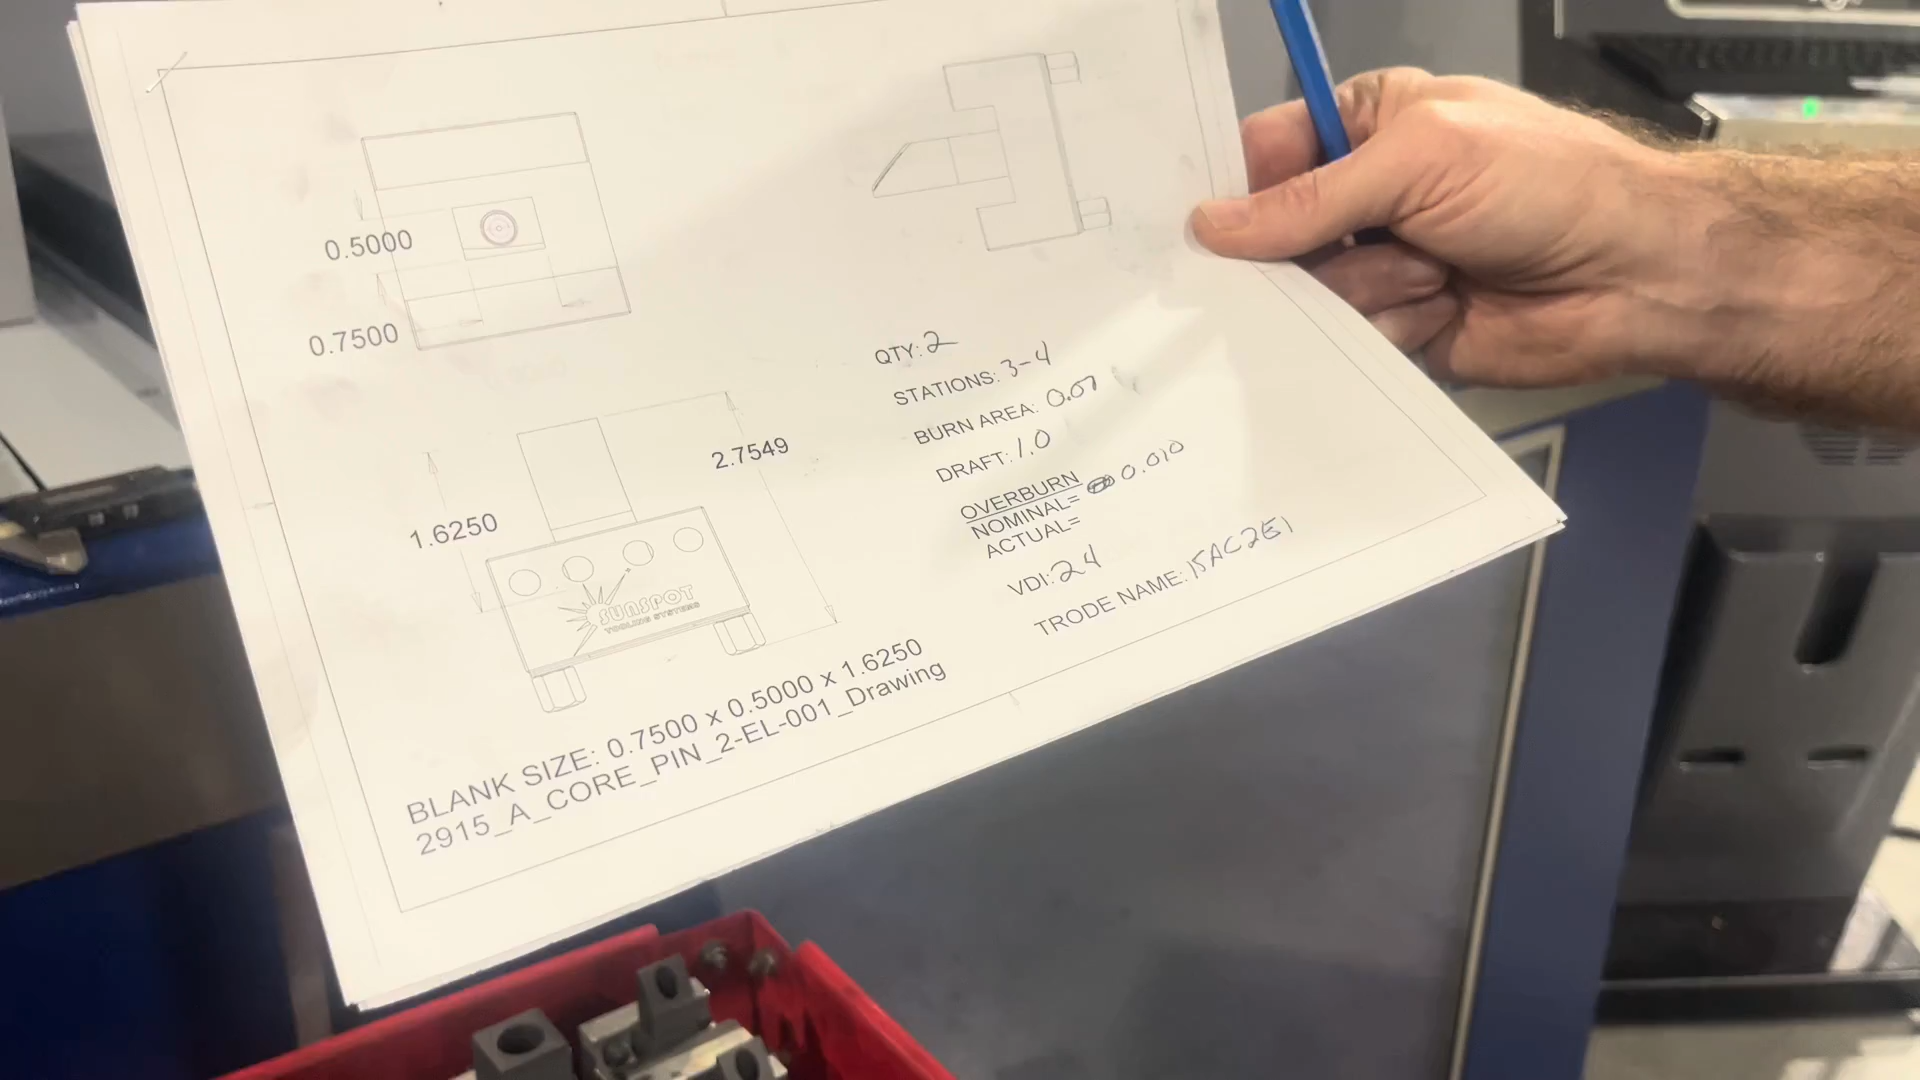 0.5000
0.7500
2.7549
1.6250
SUNSPOT
TOOLING SYSTEMS
BLANK SIZE: 0.7500 x 0.5000 x 1.6250
2915_A_CORE_PIN_2-EL-001_Drawing
QTY: 2
STATIONS: 3-4
BURN AREA: 0.07
DRAFT: 1.0
OVERBURN
NOMINAL= 0.010
ACTUAL=
VDI: 24
TRODE NAME: 15AC2E1